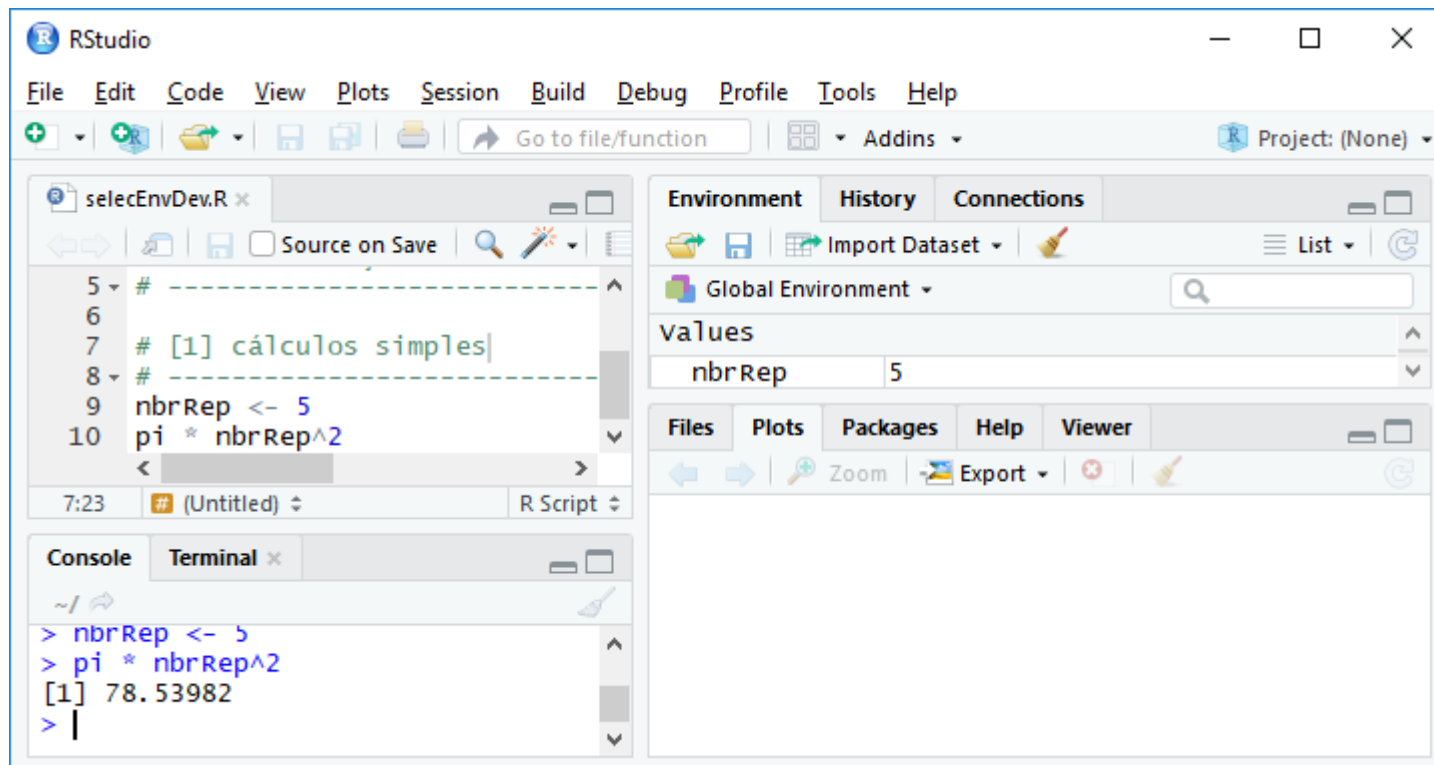 RStudio
File Edit Code View Plots Session Build Debug Profile Tools Help
Go to file/function Addins Project: (None)
selecEnvDev.R
Source on Save
5 # ---------------------------
6
7 # [1] cálculos simples
8 # ---------------------------
9 nbrRep <- 5
10 pi * nbrRep^2
7:23 # (Untitled) R Script
Console Terminal
~/
> nbrRep <- 5
> pi * nbrRep^2
[1] 78.53982
>
Environment History Connections
Import Dataset List
Global Environment
Values
nbrRep 5
Files Plots Packages Help Viewer
Zoom Export